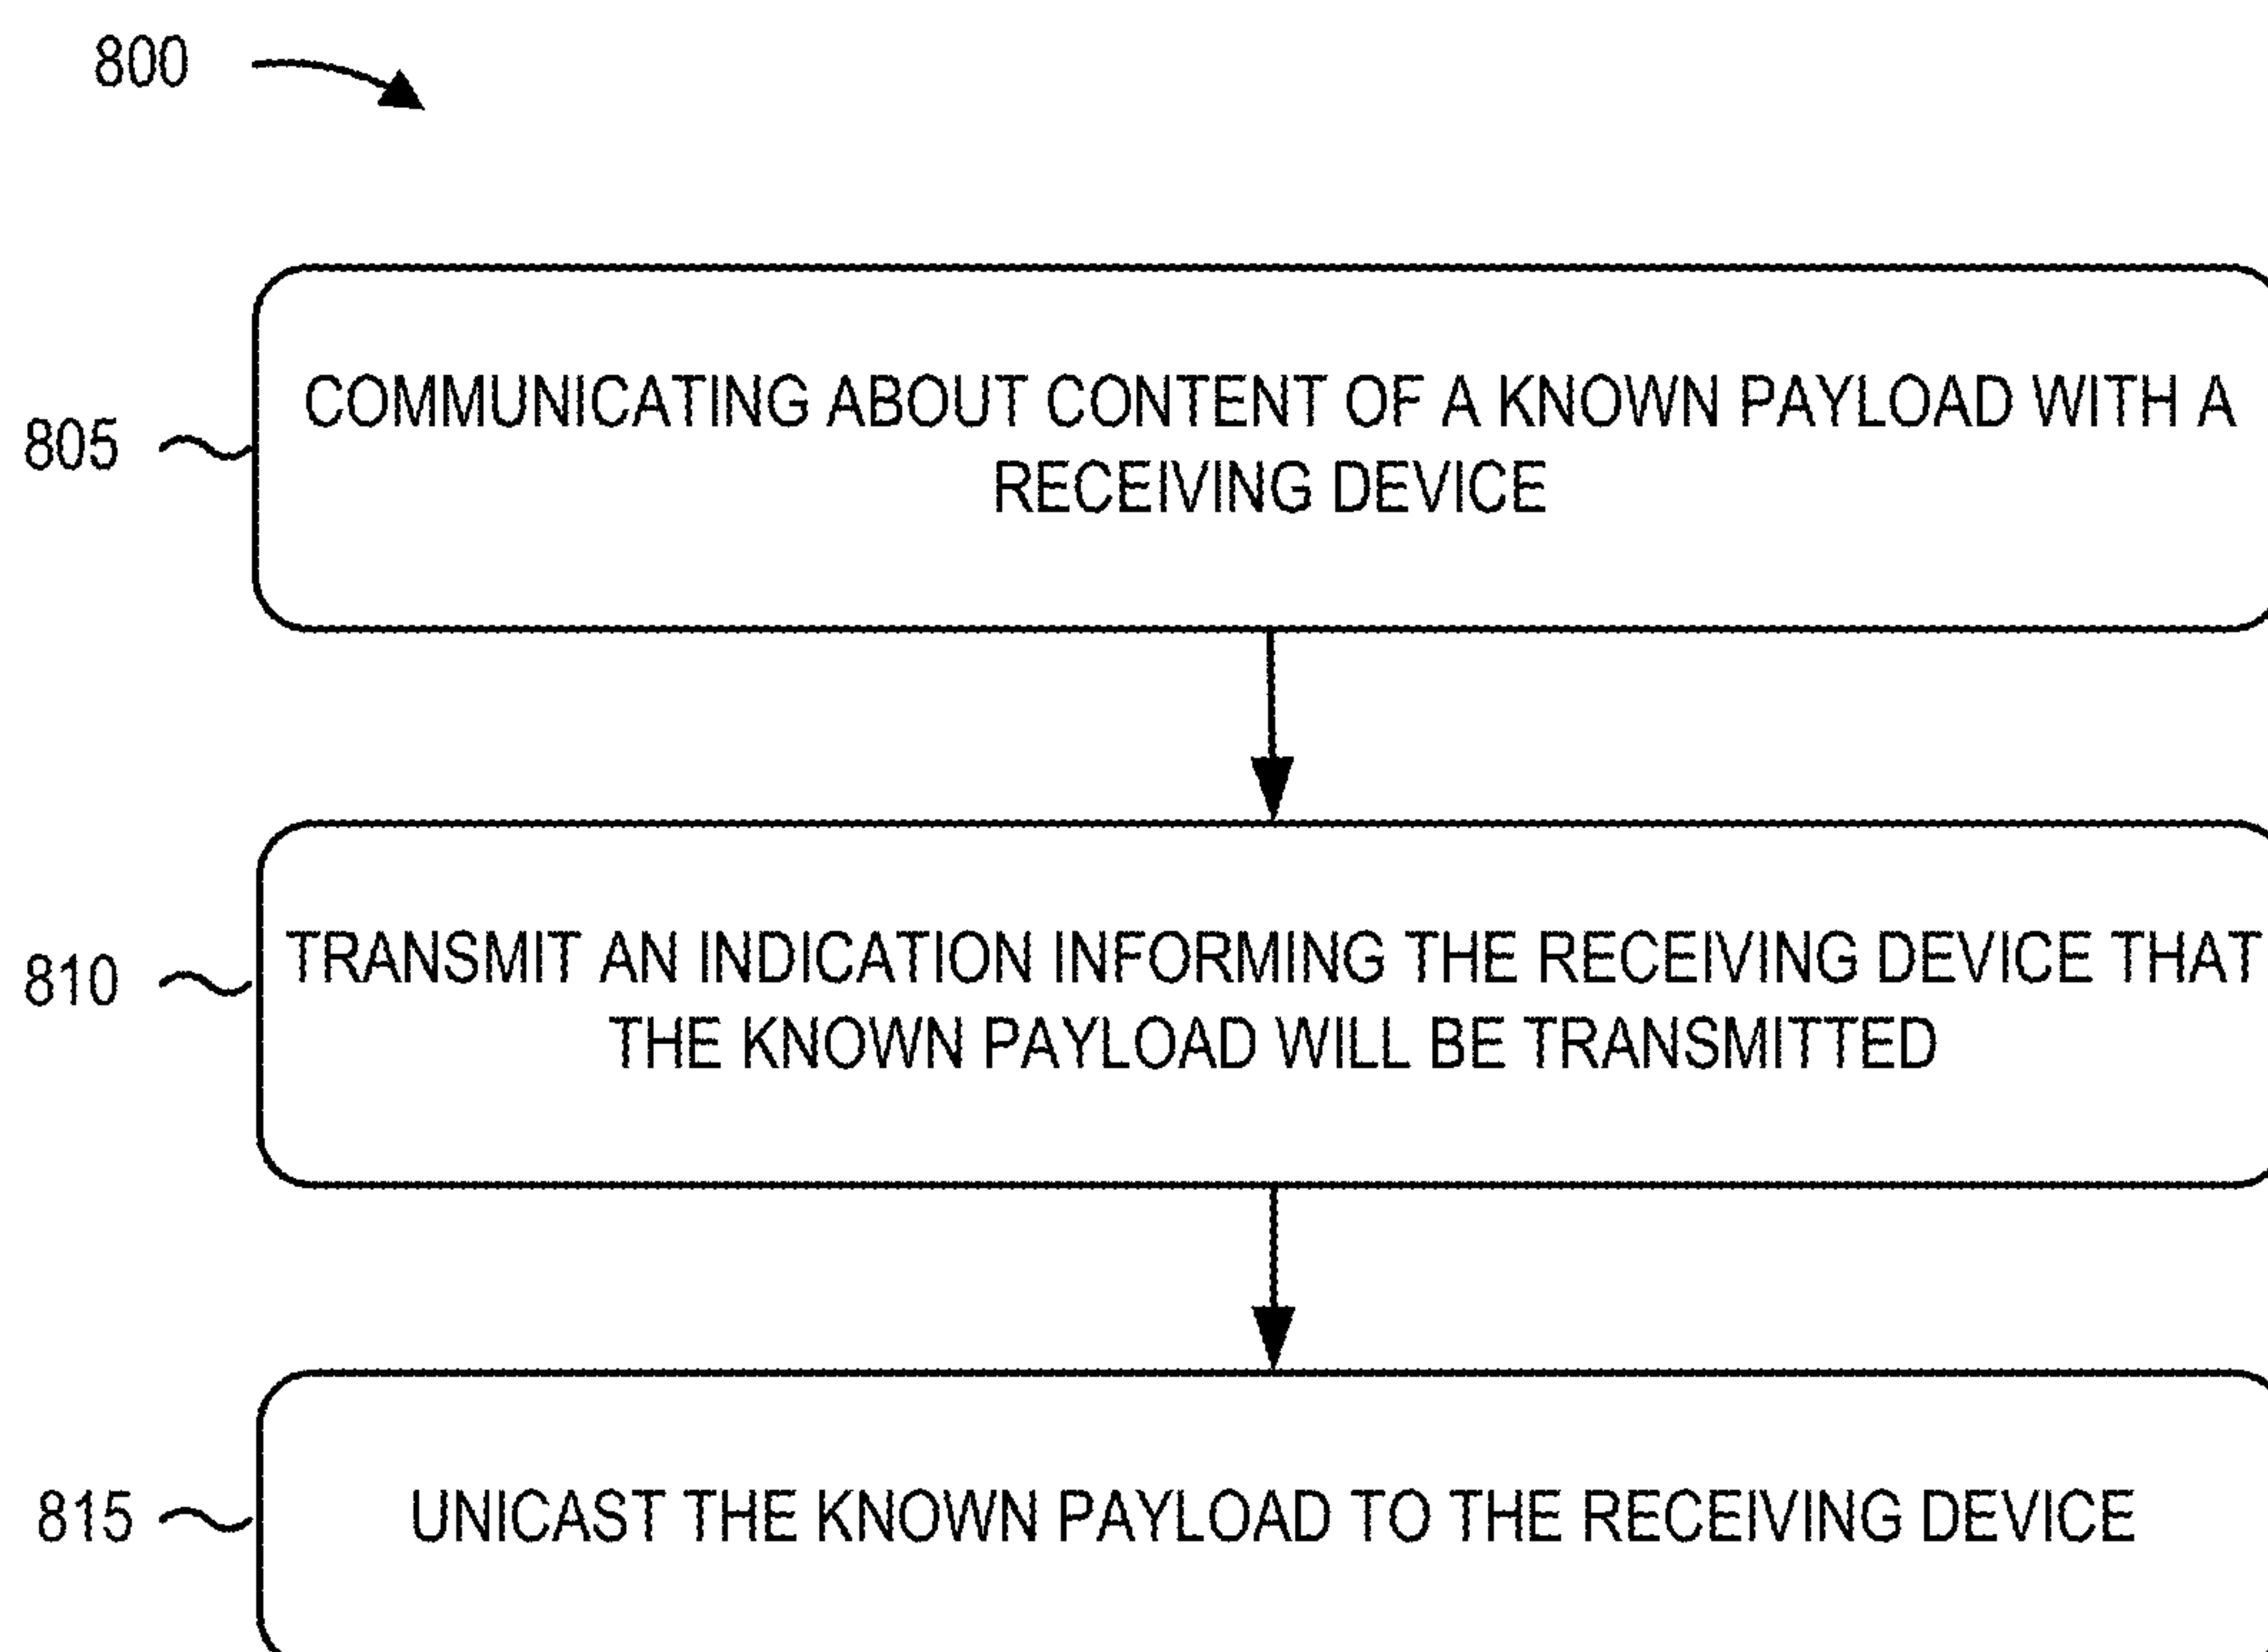 800
805
COMMUNICATING ABOUT CONTENT OF A KNOWN PAYLOAD WITH A
RECEIVING DEVICE
810
TRANSMIT AN INDICATION INFORMING THE RECEIVING DEVICE THAT
THE KNOWN PAYLOAD WILL BE TRANSMITTED
815
UNICAST THE KNOWN PAYLOAD TO THE RECEIVING DEVICE